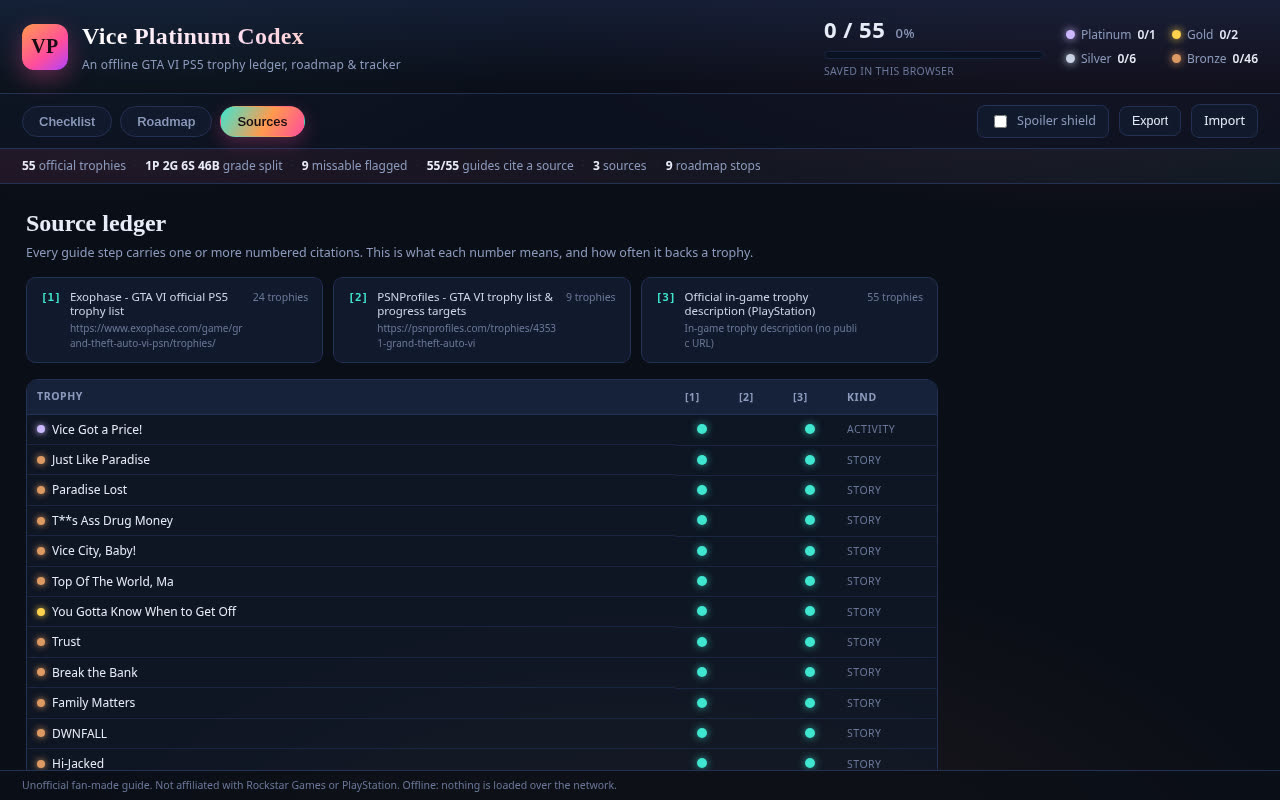 VP
Vice Platinum Codex
An offline GTA VI PS5 trophy ledger, roadmap & tracker
0 / 55 0%
SAVED IN THIS BROWSER
Platinum 0/1 Gold 0/2
Silver 0/6 Bronze 0/46
Checklist Roadmap Sources
Spoiler shield Export Import
55 official trophies · 1P 2G 6S 46B grade split · 9 missable flagged · 55/55 guides cite a source · 3 sources · 9 roadmap stops
Source ledger
Every guide step carries one or more numbered citations. This is what each number means, and how often it backs a trophy.
[1] Exophase - GTA VI official PS5 trophy list 24 trophies
https://www.exophase.com/game/gr
and-theft-auto-vi-psn/trophies/
[2] PSNProfiles - GTA VI trophy list & progress targets 9 trophies
https://psnprofiles.com/trophies/4353
1-grand-theft-auto-vi
[3] Official in-game trophy description (PlayStation) 55 trophies
In-game trophy description (no publi
c URL)
TROPHY [1] [2] [3] KIND
Vice Got a Price! ACTIVITY
Just Like Paradise STORY
Paradise Lost STORY
T**s Ass Drug Money STORY
Vice City, Baby! STORY
Top Of The World, Ma STORY
You Gotta Know When to Get Off STORY
Trust STORY
Break the Bank STORY
Family Matters STORY
DWNFALL STORY
Hi-Jacked STORY
Unofficial fan-made guide. Not affiliated with Rockstar Games or PlayStation. Offline: nothing is loaded over the network.